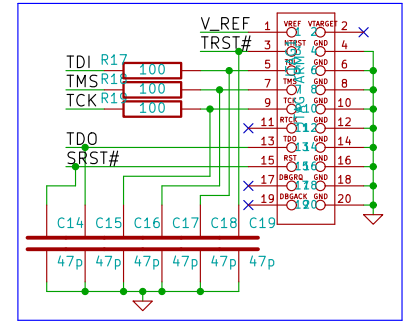 V_REF 1 VREF VTARGET 2
TRST# 3 NTRST GND 4
TDI R17 100 5 GND 6
TMS R18 100 7 TMS GND 8
TCK R19 100 9 TCK GND 10
11 RTCK GND 12
TDO 13 TDO GND 14
SRST# 15 RST GND 16
17 DBGRQ GND 18
19 DBGACK GND 20
C14 C15 C16 C17 C18 C19
47p 47p 47p 47p 47p 47p